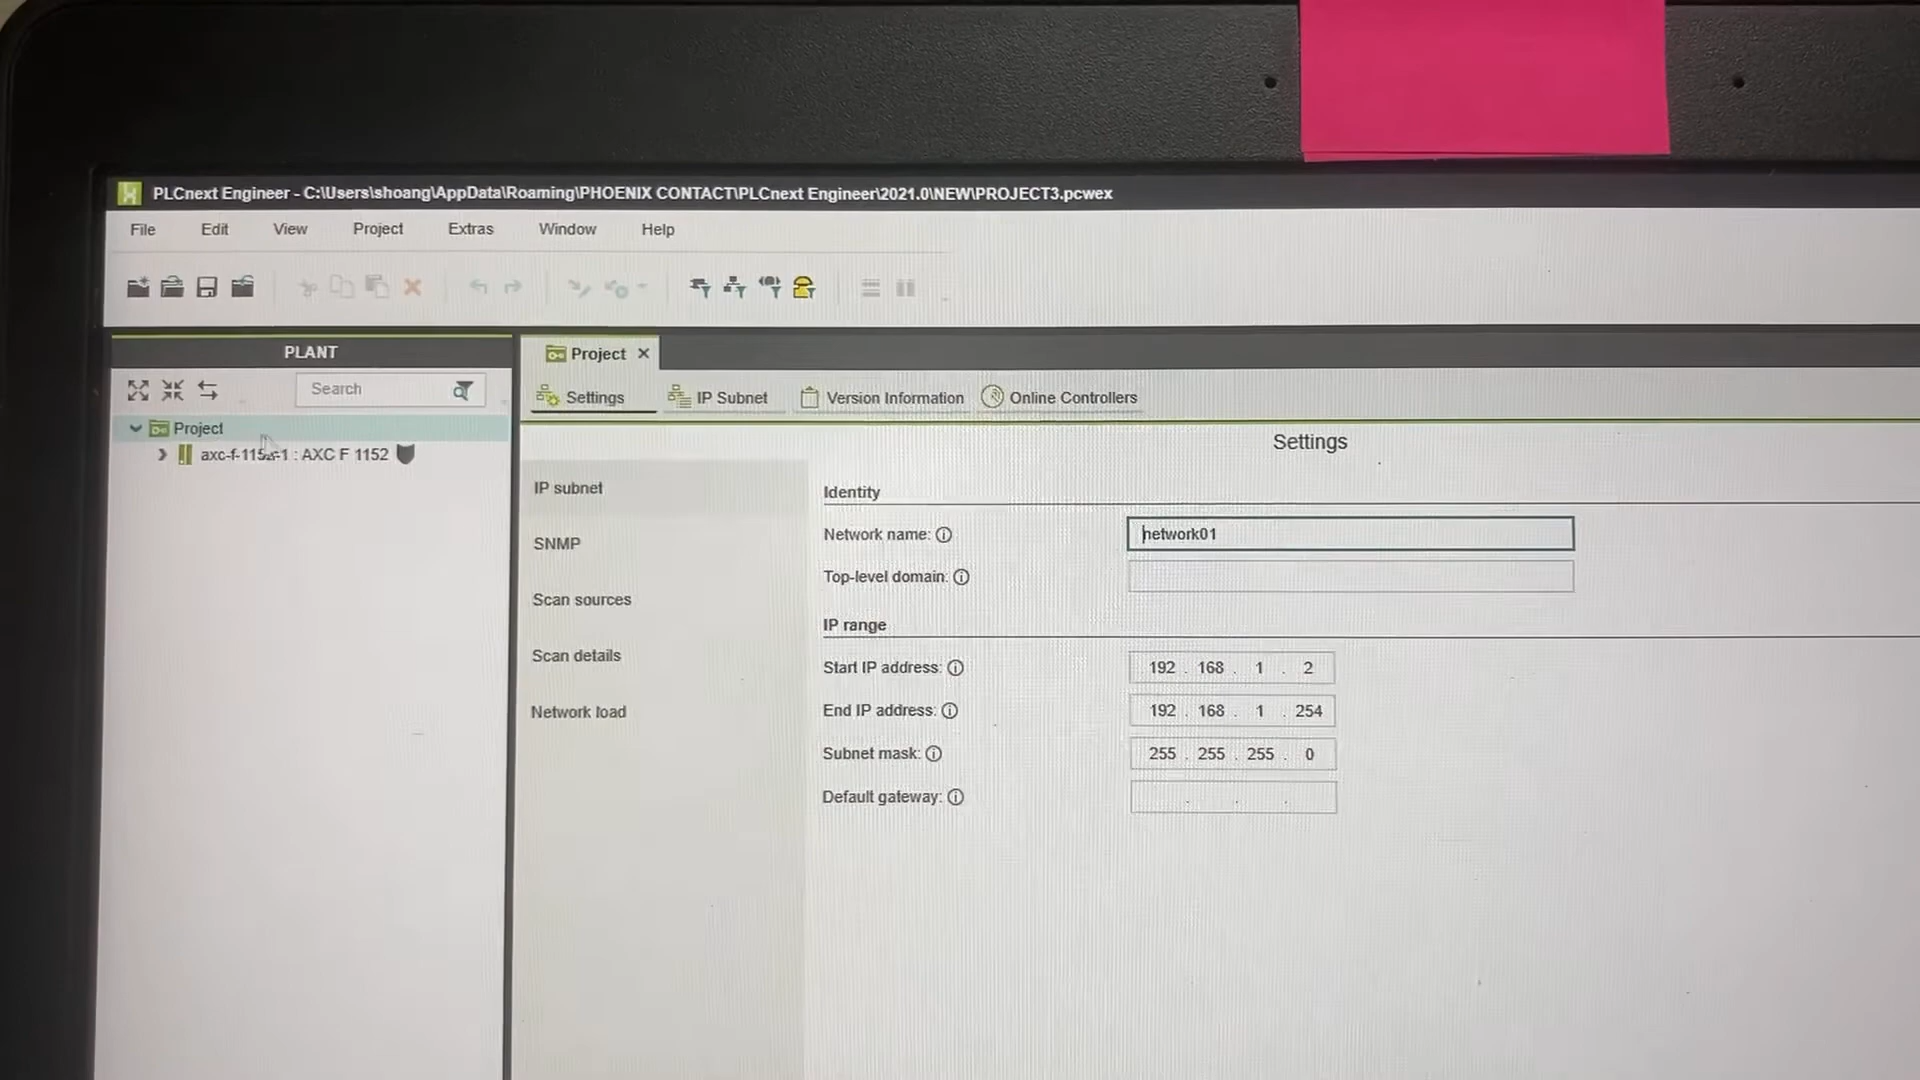 PLCnext Engineer - C:\Users\shoang\AppData\Roaming\PHOENIX CONTACT\PLCnext Engineer\2021.0\NEW\PROJECT3.pcwex
File Edit View Project Extras Window Help
PLANT
Search
Project
axc-f-1152-1 : AXC F 1152
Project
Settings IP Subnet Version Information Online Controllers
Settings
IP subnet
SNMP
Scan sources
Scan details
Network load
Identity
Network name: network01
Top-level domain:
IP range
Start IP address: 192 . 168 . 1 . 2
End IP address: 192 . 168 . 1 . 254
Subnet mask: 255 . 255 . 255 . 0
Default gateway: . . .